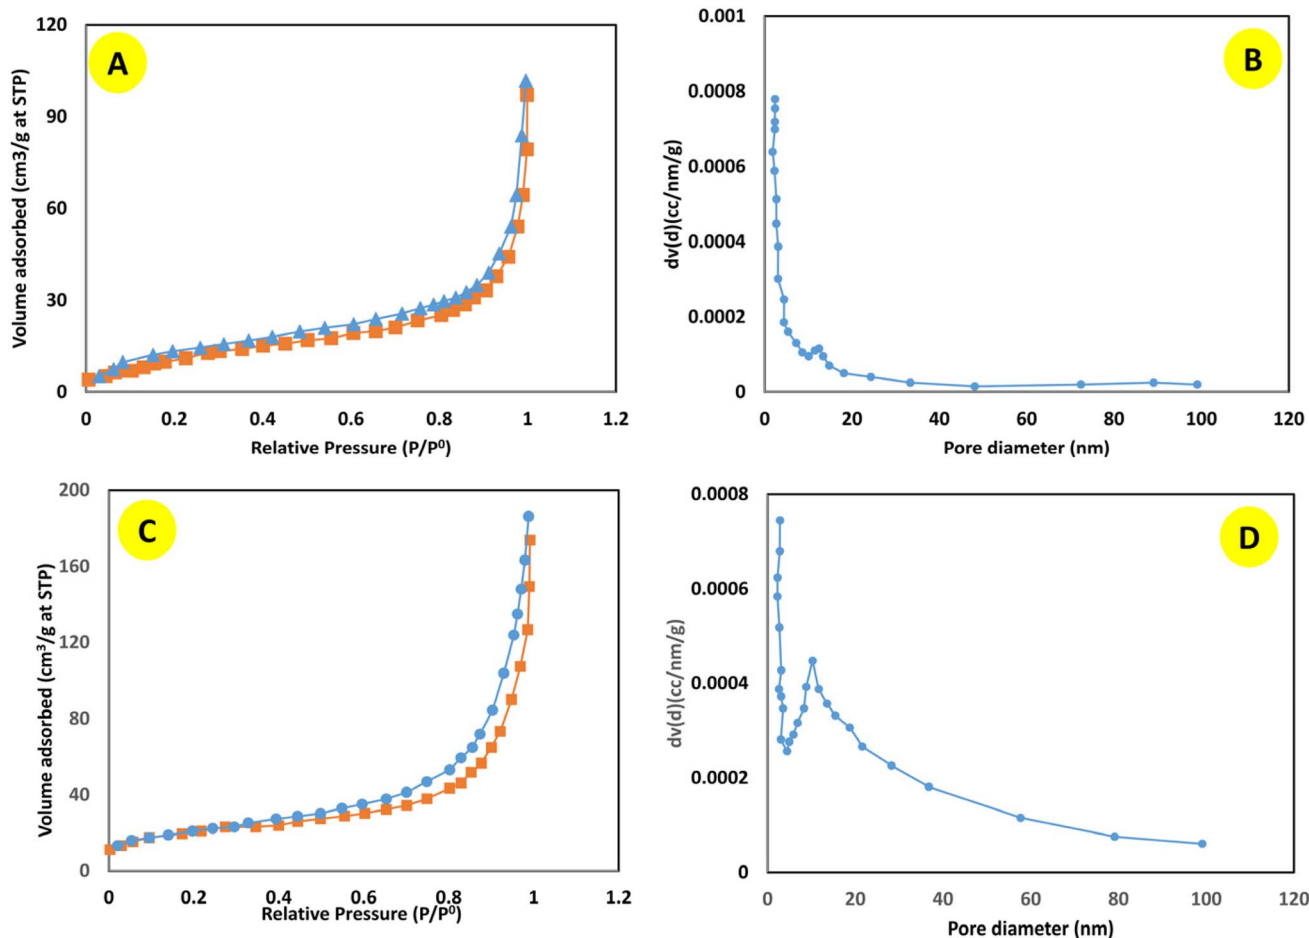 A
120
90
60
30
0
0 0.2 0.4 0.6 0.8 1 1.2
Volume adsorbed (cm3/g at STP)
Relative Pressure (P/P⁰)
B
0.001
0.0008
0.0006
0.0004
0.0002
0
0 20 40 60 80 100 120
dv(d)(cc/nm/g)
Pore diameter (nm)
C
200
160
120
80
40
0
0 0.2 0.4 0.6 0.8 1 1.2
Volume adsorbed (cm³/g at STP)
Relative Pressure (P/P⁰)
D
0.0008
0.0006
0.0004
0.0002
0
0 20 40 60 80 100 120
dv(d)(cc/nm/g)
Pore diameter (nm)